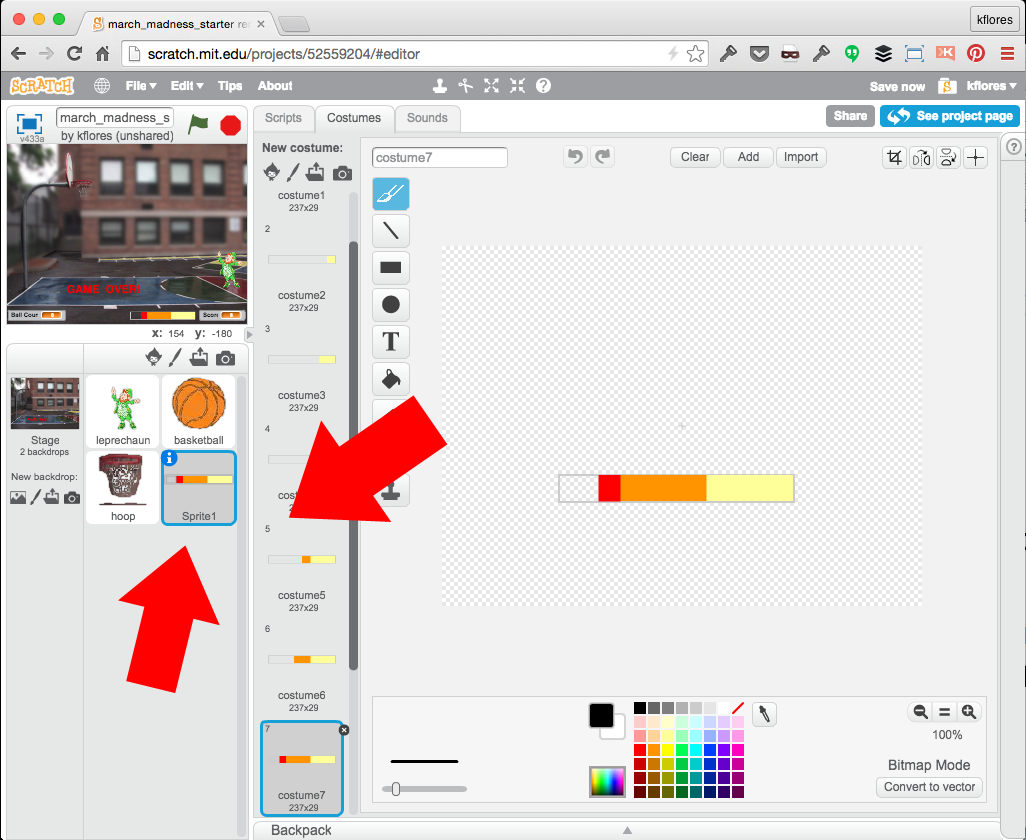 march_madness_starter re
kflores
scratch.mit.edu/projects/52559204/#editor
SCRATCH
File
Edit
Tips
About
Save now
kflores
v433a
march_madness_s
by kflores (unshared)
Scripts
Costumes
Sounds
Share
See project page
GAME OVER!
Ball Coun
Score
x: 154 y: -180
Stage
2 backdrops
New backdrop:
leprechaun
basketball
hoop
Sprite1
New costume:
costume1
237x29
2
costume2
237x29
3
costume3
237x29
4
5
costume5
237x29
6
costume6
237x29
7
costume7
237x29
costume7
Clear
Add
Import
T
100%
Bitmap Mode
Convert to vector
Backpack